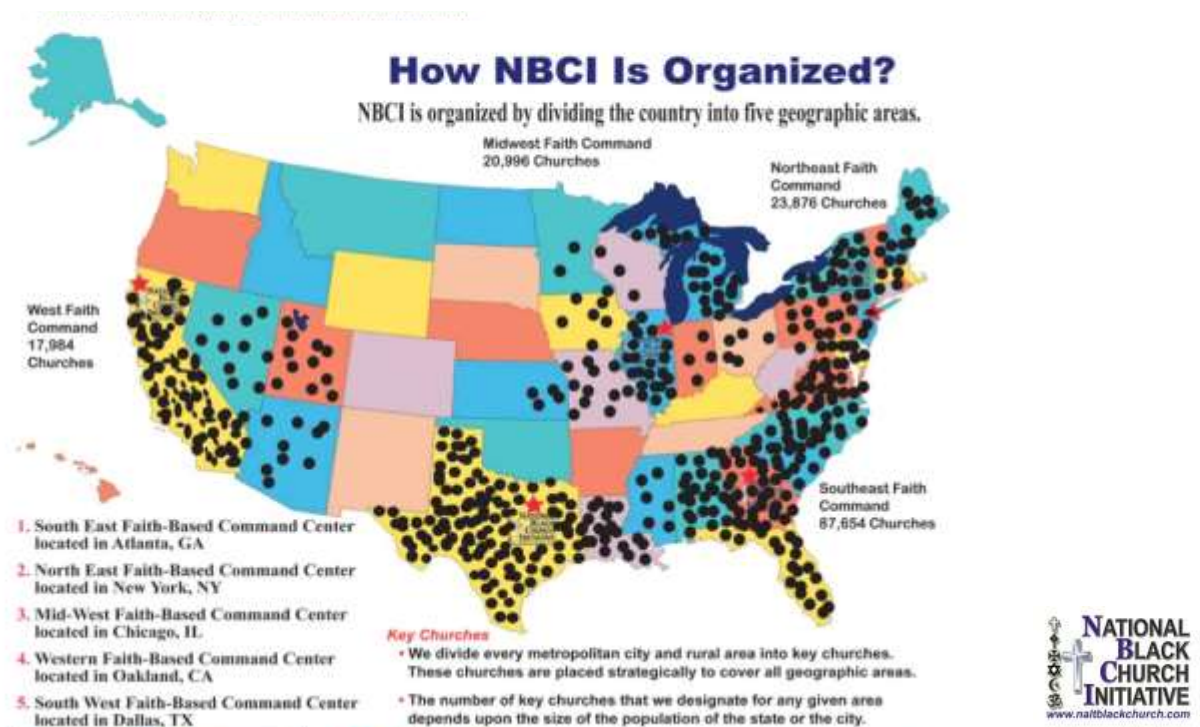 How NBCI Is Organized?
NBCI is organized by dividing the country into five geographic areas.
Midwest Faith Command
20,996 Churches
Northeast Faith
Command
23,876 Churches
West Faith
Command
17,984
Churches
Southeast Faith
Command
87,654 Churches
1. South East Faith-Based Command Center
located in Atlanta, GA
2. North East Faith-Based Command Center
located in New York, NY
3. Mid-West Faith-Based Command Center
located in Chicago, IL
4. Western Faith-Based Command Center
located in Oakland, CA
5. South West Faith-Based Command Center
located in Dallas, TX
Key Churches
• We divide every metropolitan city and rural area into key churches.
These churches are placed strategically to cover all geographic areas.
• The number of key churches that we designate for any given area
depends upon the size of the population of the state or the city.
NATIONAL
BLACK
CHURCH
INITIATIVE
www.naltblackchurch.com